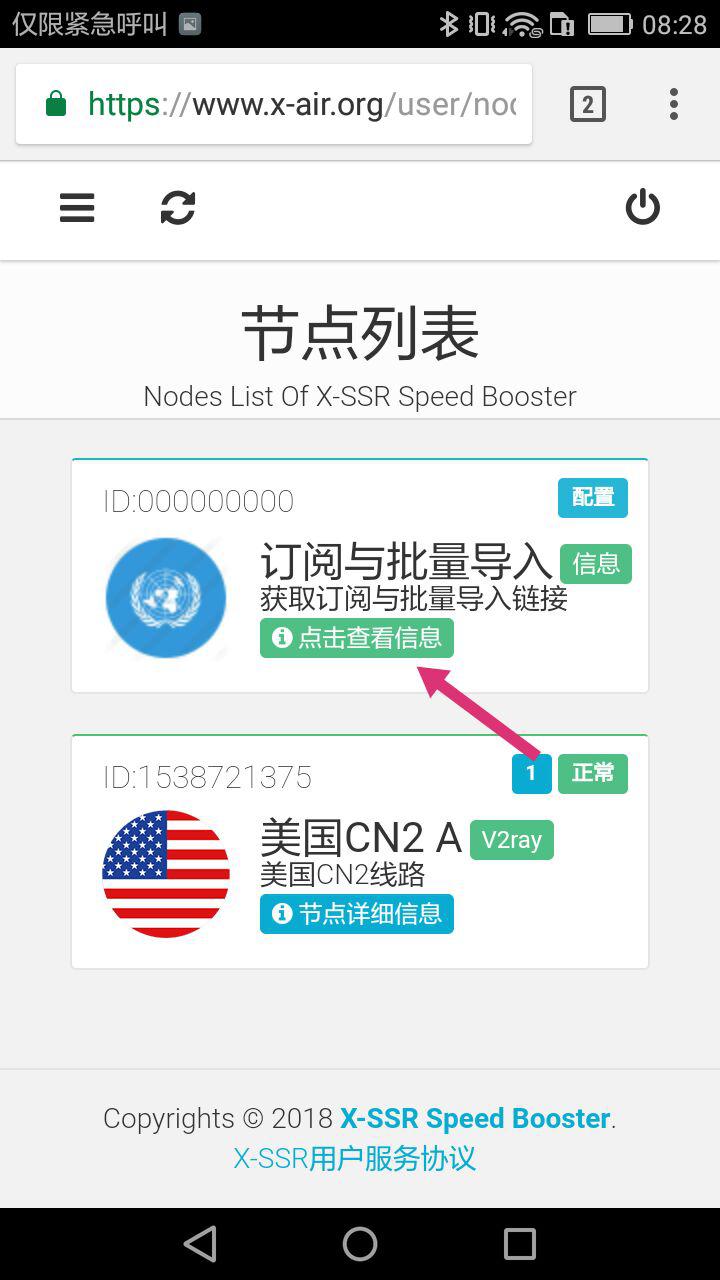 仅限紧急呼叫
08:28
https://www.x-air.org/user/noc
2
节点列表
Nodes List Of X-SSR Speed Booster
ID:000000000
配置
订阅与批量导入 信息
获取订阅与批量导入链接
点击查看信息
ID:1538721375
1 正常
美国CN2 A V2ray
美国CN2线路
节点详细信息
Copyrights © 2018 X-SSR Speed Booster.
X-SSR用户服务协议